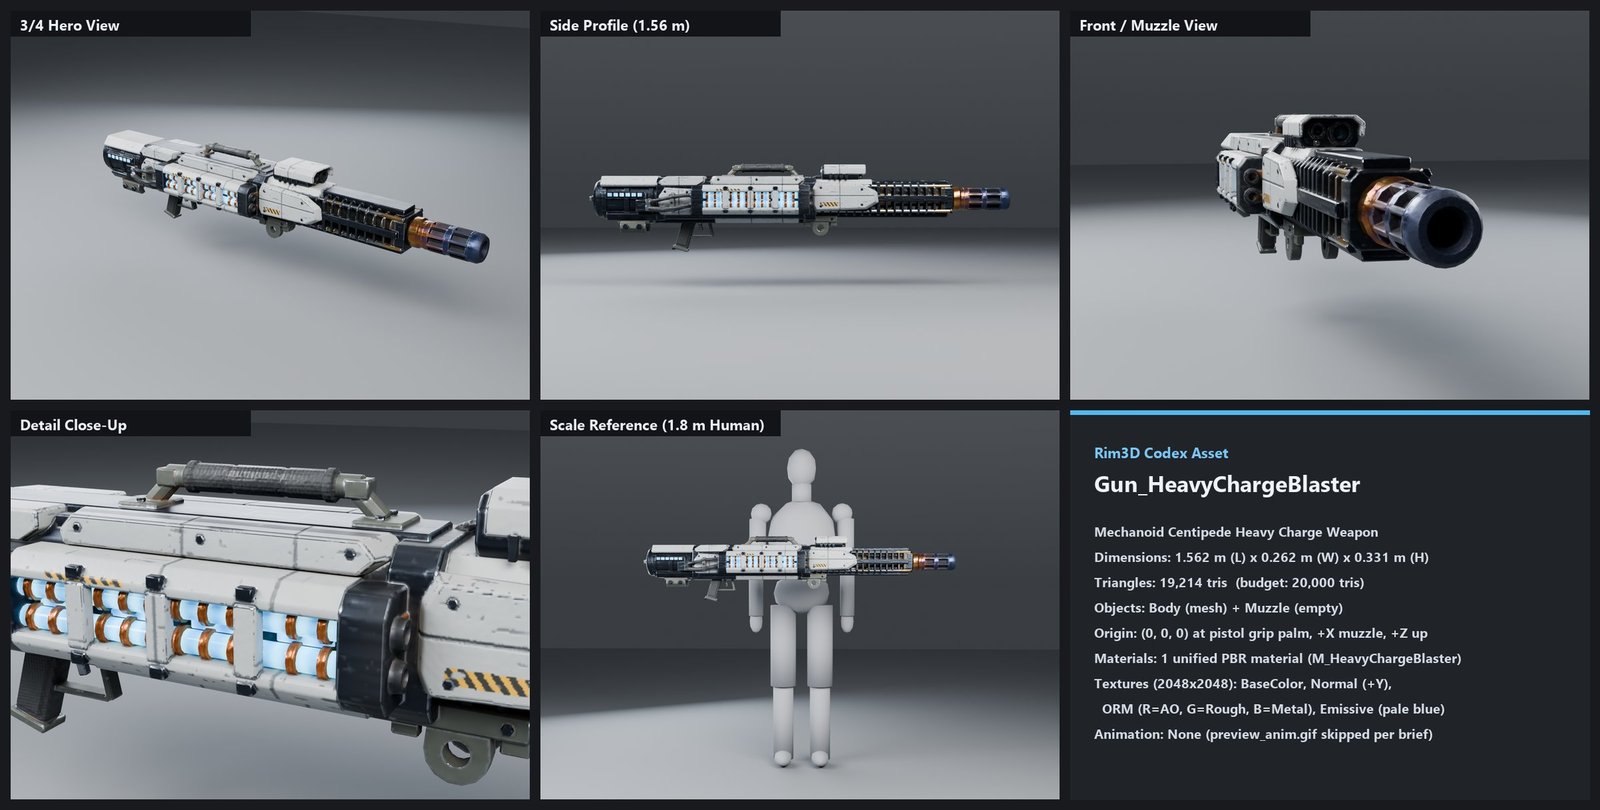 3/4 Hero View
Side Profile (1.56 m)
Front / Muzzle View
Detail Close-Up
Scale Reference (1.8 m Human)
Rim3D Codex Asset
Gun_HeavyChargeBlaster
Mechanoid Centipede Heavy Charge Weapon
Dimensions: 1.562 m (L) x 0.262 m (W) x 0.331 m (H)
Triangles: 19,214 tris  (budget: 20,000 tris)
Objects: Body (mesh) + Muzzle (empty)
Origin: (0, 0, 0) at pistol grip palm, +X muzzle, +Z up
Materials: 1 unified PBR material (M_HeavyChargeBlaster)
Textures (2048x2048): BaseColor, Normal (+Y),
ORM (R=AO, G=Rough, B=Metal), Emissive (pale blue)
Animation: None (preview_anim.gif skipped per brief)